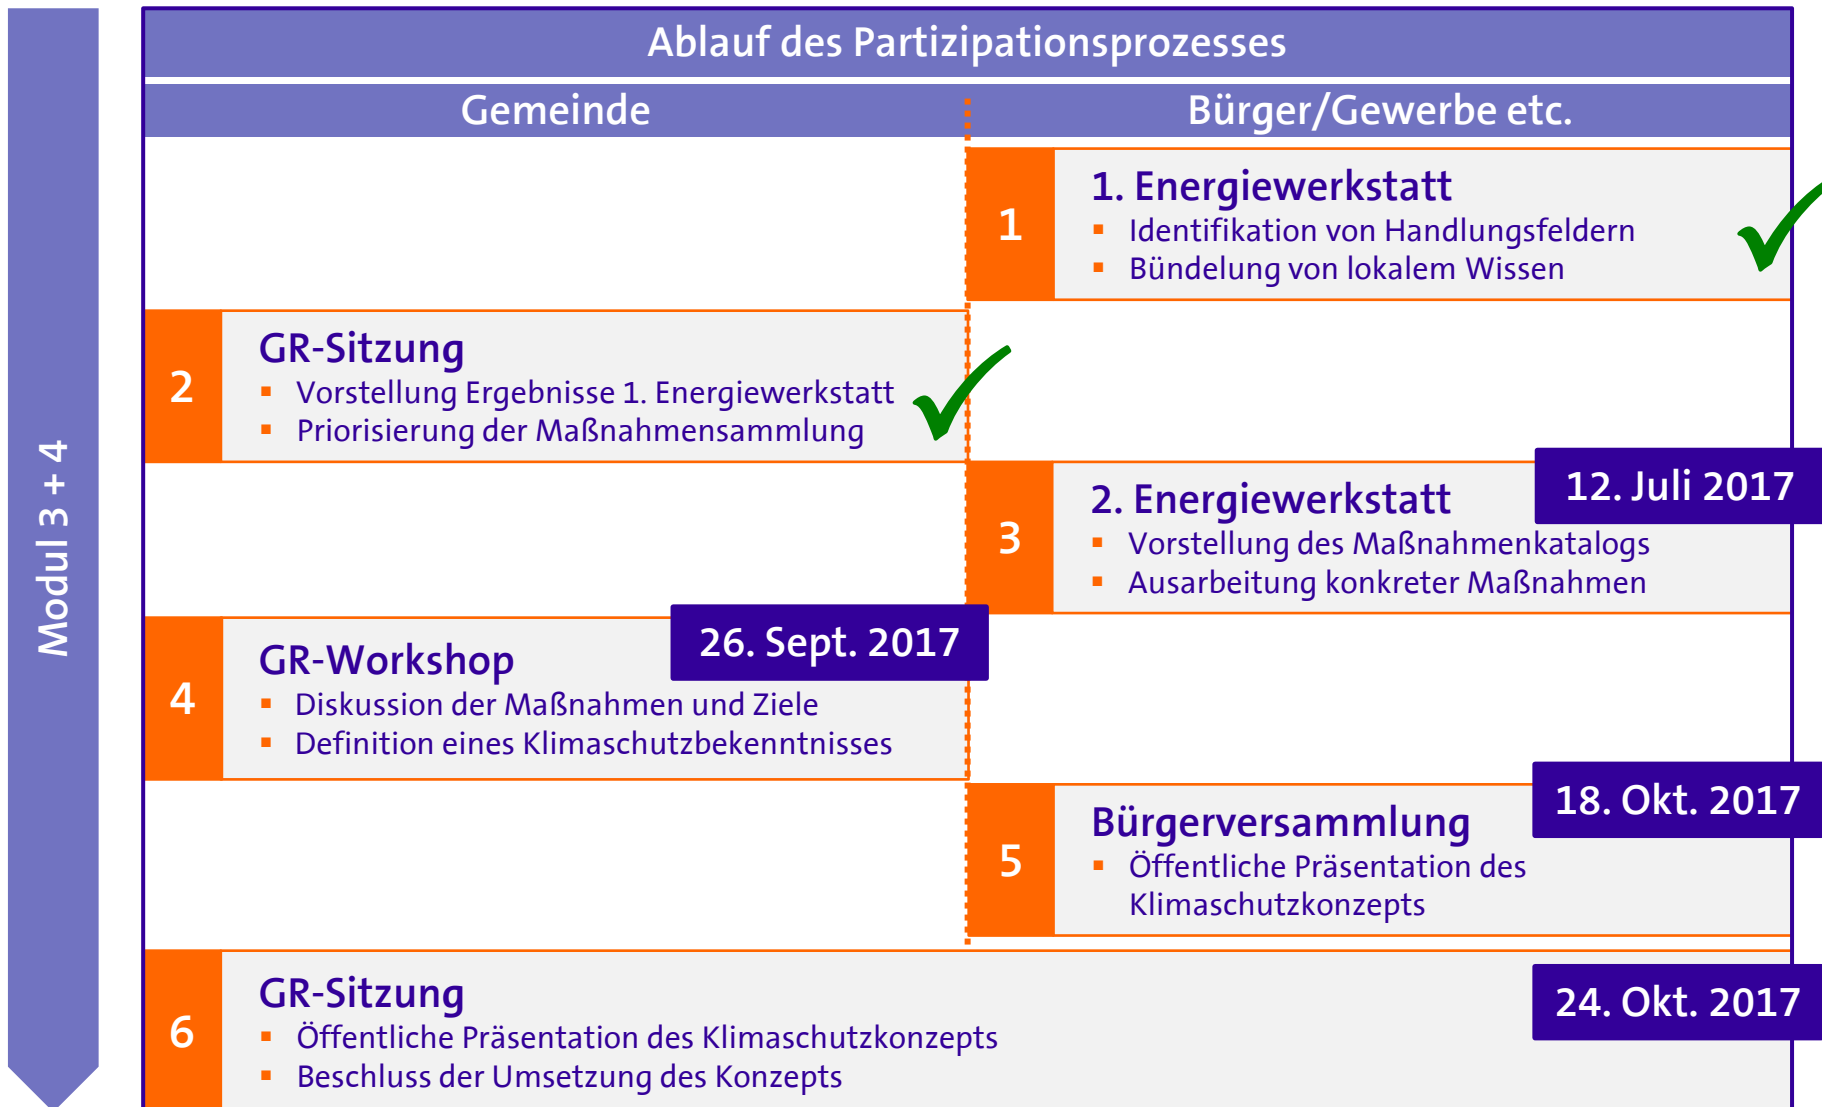 Ablauf des Partizipationsprozesses
Gemeinde
Bürger/Gewerbe etc.
Modul 3 + 4
1
1. Energiewerkstatt
Identifikation von Handlungsfeldern
Bündelung von lokalem Wissen
2
GR-Sitzung
Vorstellung Ergebnisse 1. Energiewerkstatt
Priorisierung der Maßnahmensammlung
3
2. Energiewerkstatt
12. Juli 2017
Vorstellung des Maßnahmenkatalogs
Ausarbeitung konkreter Maßnahmen
4
GR-Workshop
26. Sept. 2017
Diskussion der Maßnahmen und Ziele
Definition eines Klimaschutzbekenntnisses
5
Bürgerversammlung
18. Okt. 2017
Öffentliche Präsentation des
Klimaschutzkonzepts
6
GR-Sitzung
24. Okt. 2017
Öffentliche Präsentation des Klimaschutzkonzepts
Beschluss der Umsetzung des Konzepts